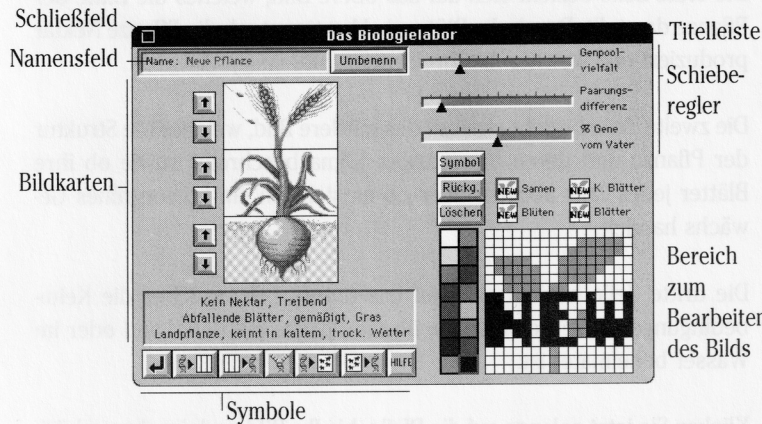 Schließfeld
Das Biologielabor
Titelleiste
Namensfeld
Name: Neue Pflanze
Umbenenn
Genpool-
vielfalt
Schiebe-
regler
Paarungs-
differenz
% Gene
vom Vater
Bildkarten
Symbol
Rückg.
Löschen
NEW Samen
NEW K. Blätter
NEW Blüten
NEW Blätter
NEW
Bereich
zum
Bearbeiten
des Bilds
Kein Nektar, Treibend
Abfallende Blätter, gemäßigt, Gras
Landpflanze, keimt in kaltem, trock. Wetter
HILFE
Symbole